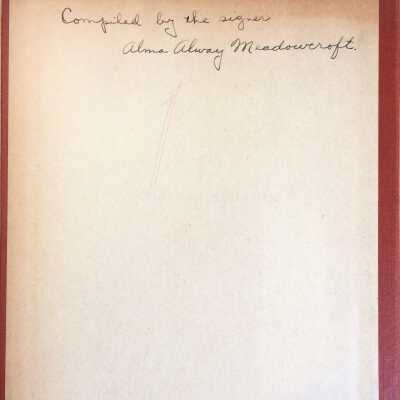 Compiled by the signer
Alma Alway Meadowcroft.